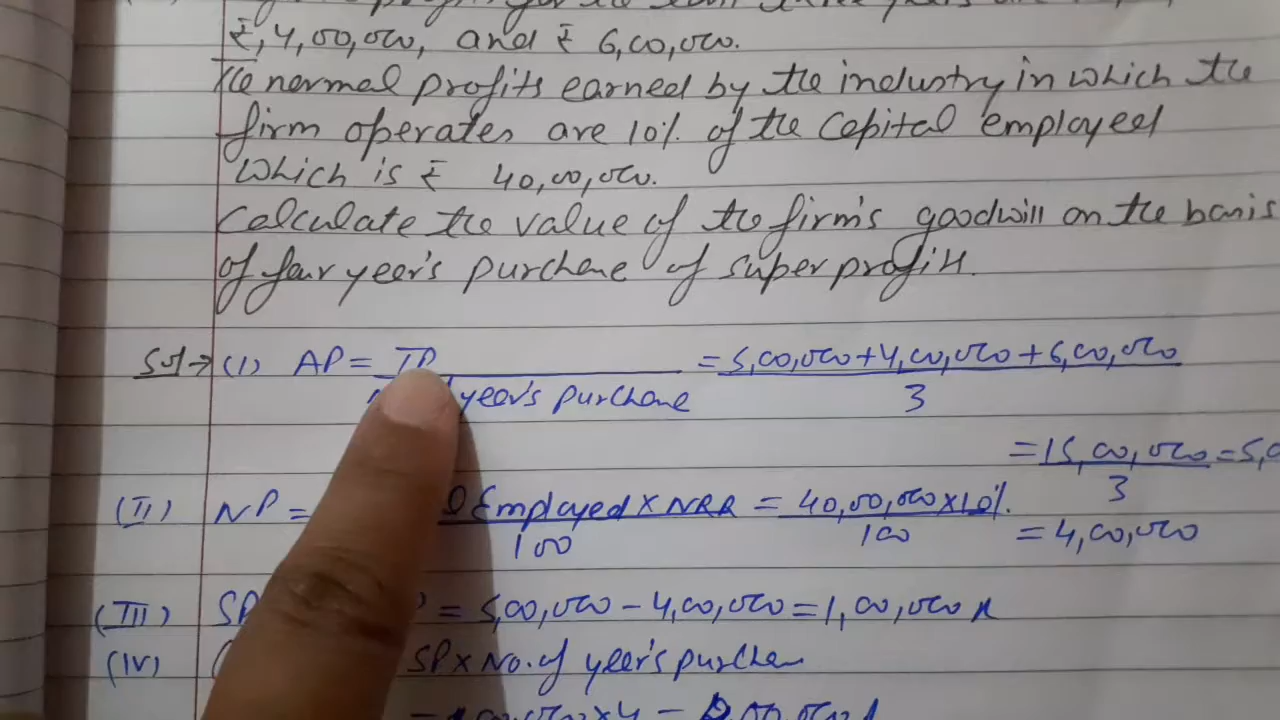 ₹,4,00,000, and ₹ 6,00,000.
The normal profits earned by the industry in which the
firm operates are 10% of the Capital employed
which is ₹ 40,00,000.
Calculate the value of the firm's goodwill on the basis
of four year's purchase of super profit.
Sol→ (I) AP = TP = 5,00,000+4,00,000+6,00,000
year's purchase 3
= 15,00,000 = 5,0
3
(II) NP = Employed X NRR = 40,00,000 X 10%.
100 100 = 4,00,000
(III) SP = 5,00,000 - 4,00,000 = 1,00,000
(IV) SP X No. of year's purchase